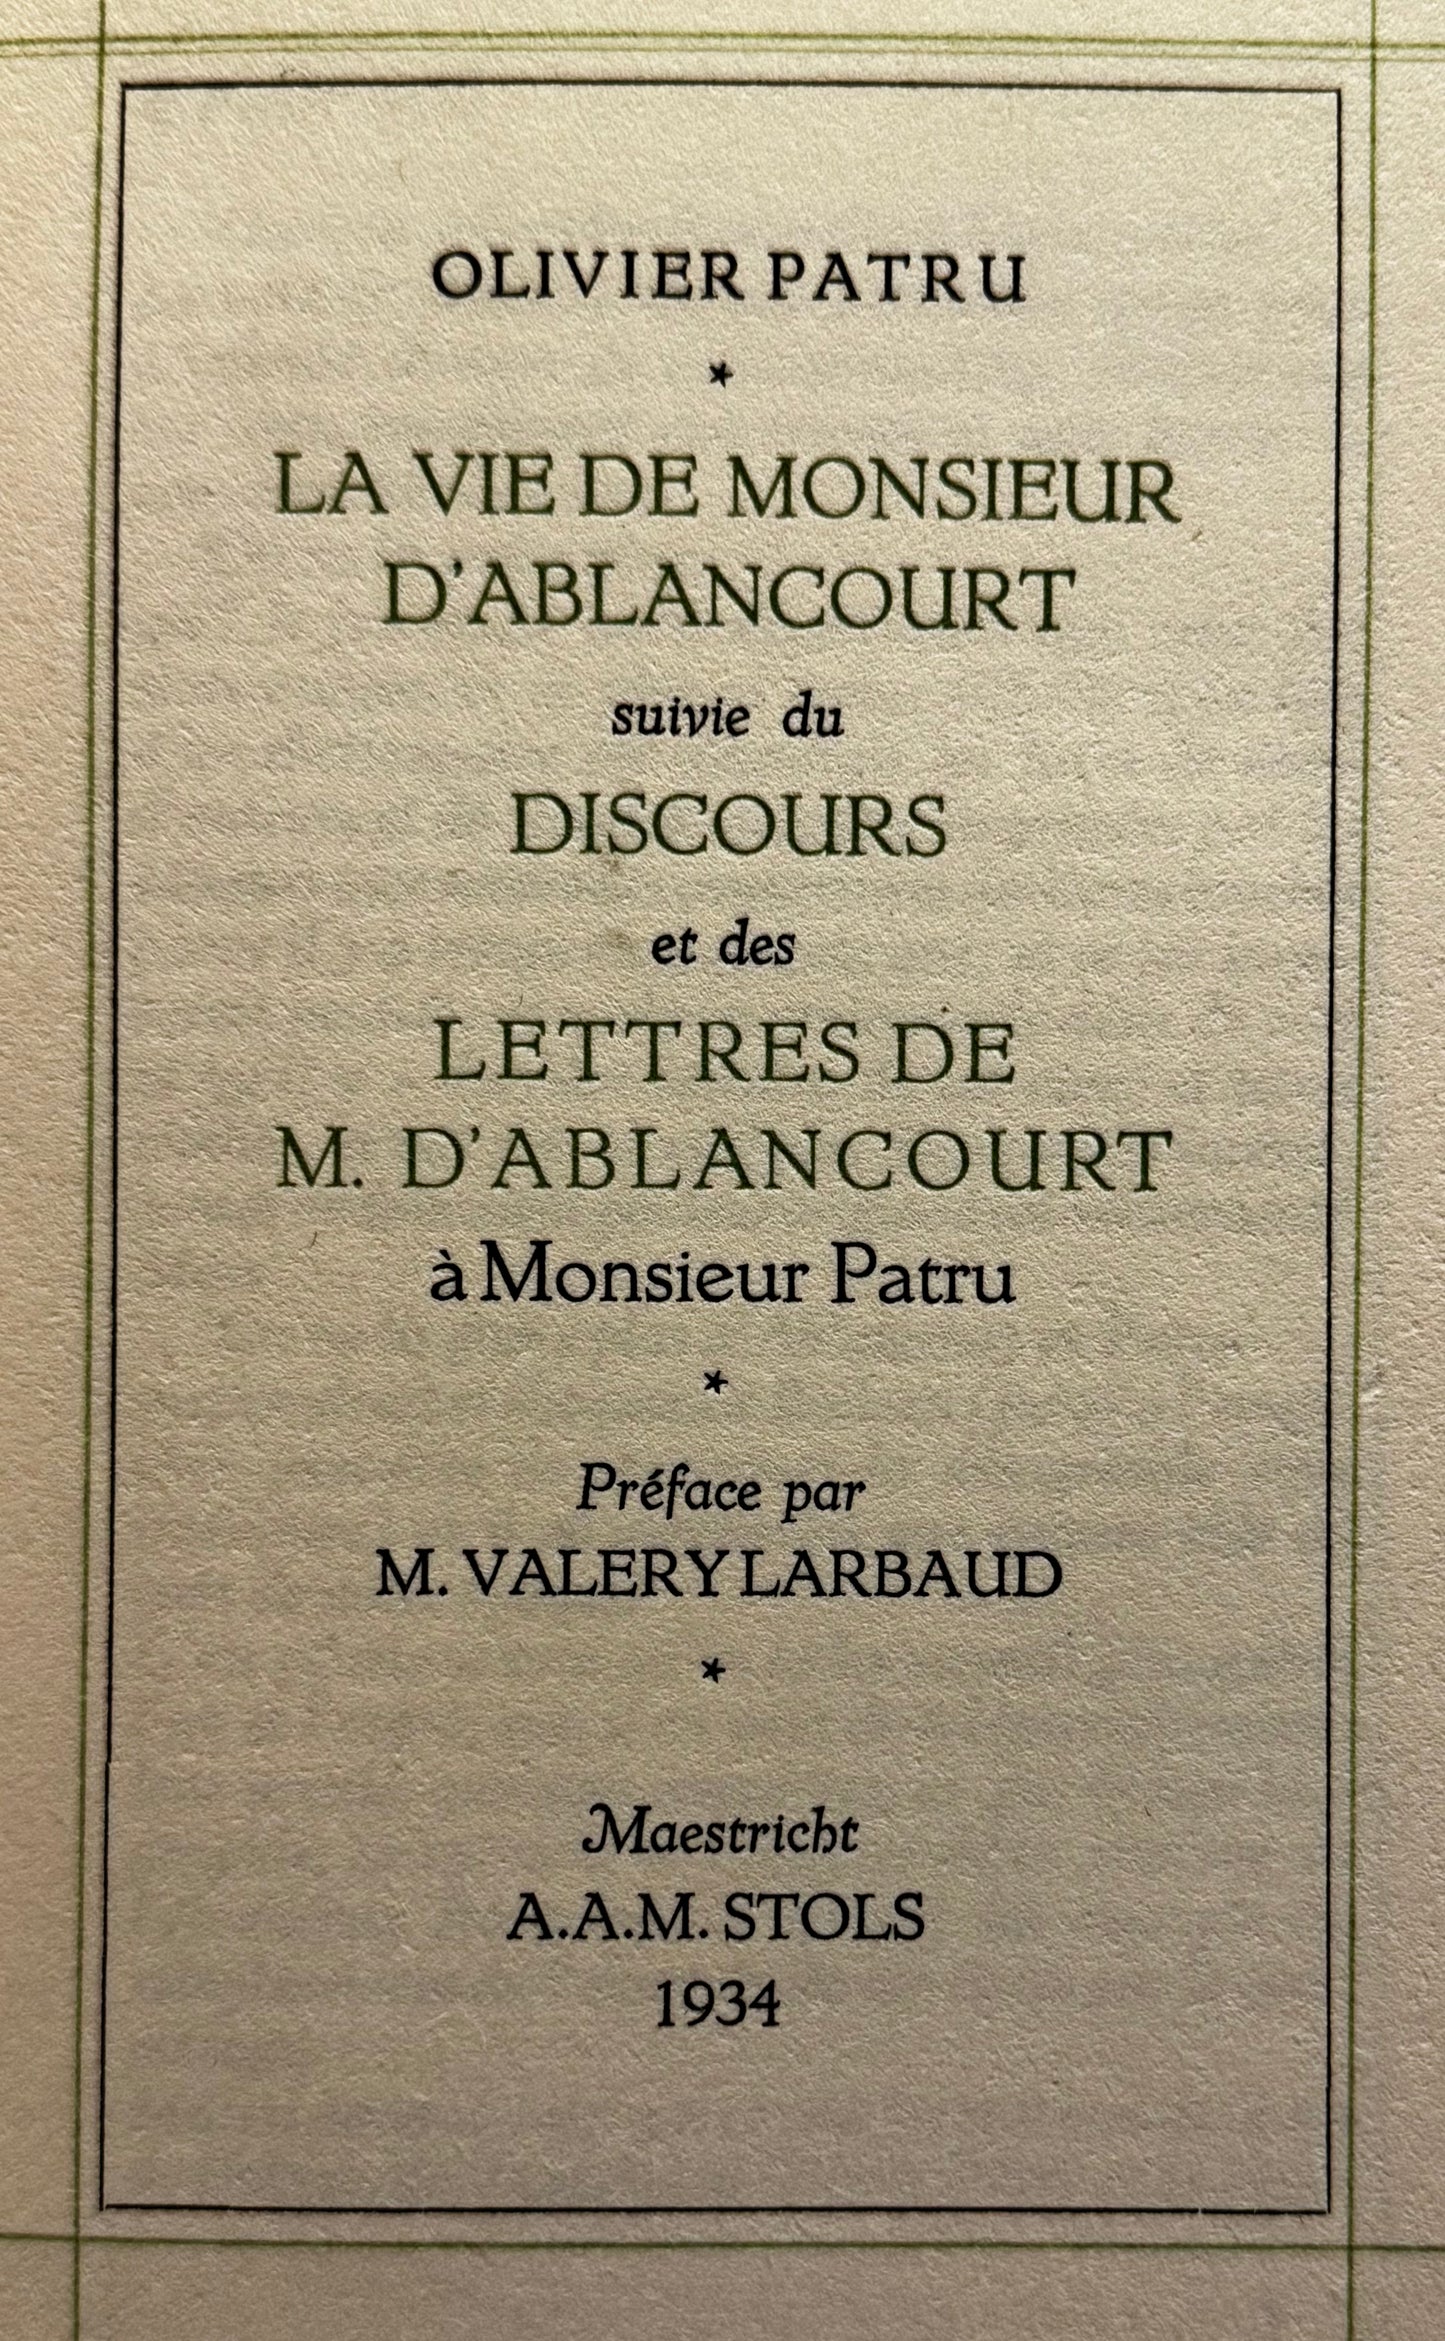 OLIVIER PATRU
*
LA VIE DE MONSIEUR
D'ABLANCOURT
suivie du
DISCOURS
et des
LETTRES DE
M. D'ABLANCOURT
à Monsieur Patru
*
Préface par
M. VALERY LARBAUD
*
Maestricht
A.A.M. STOLS
1934